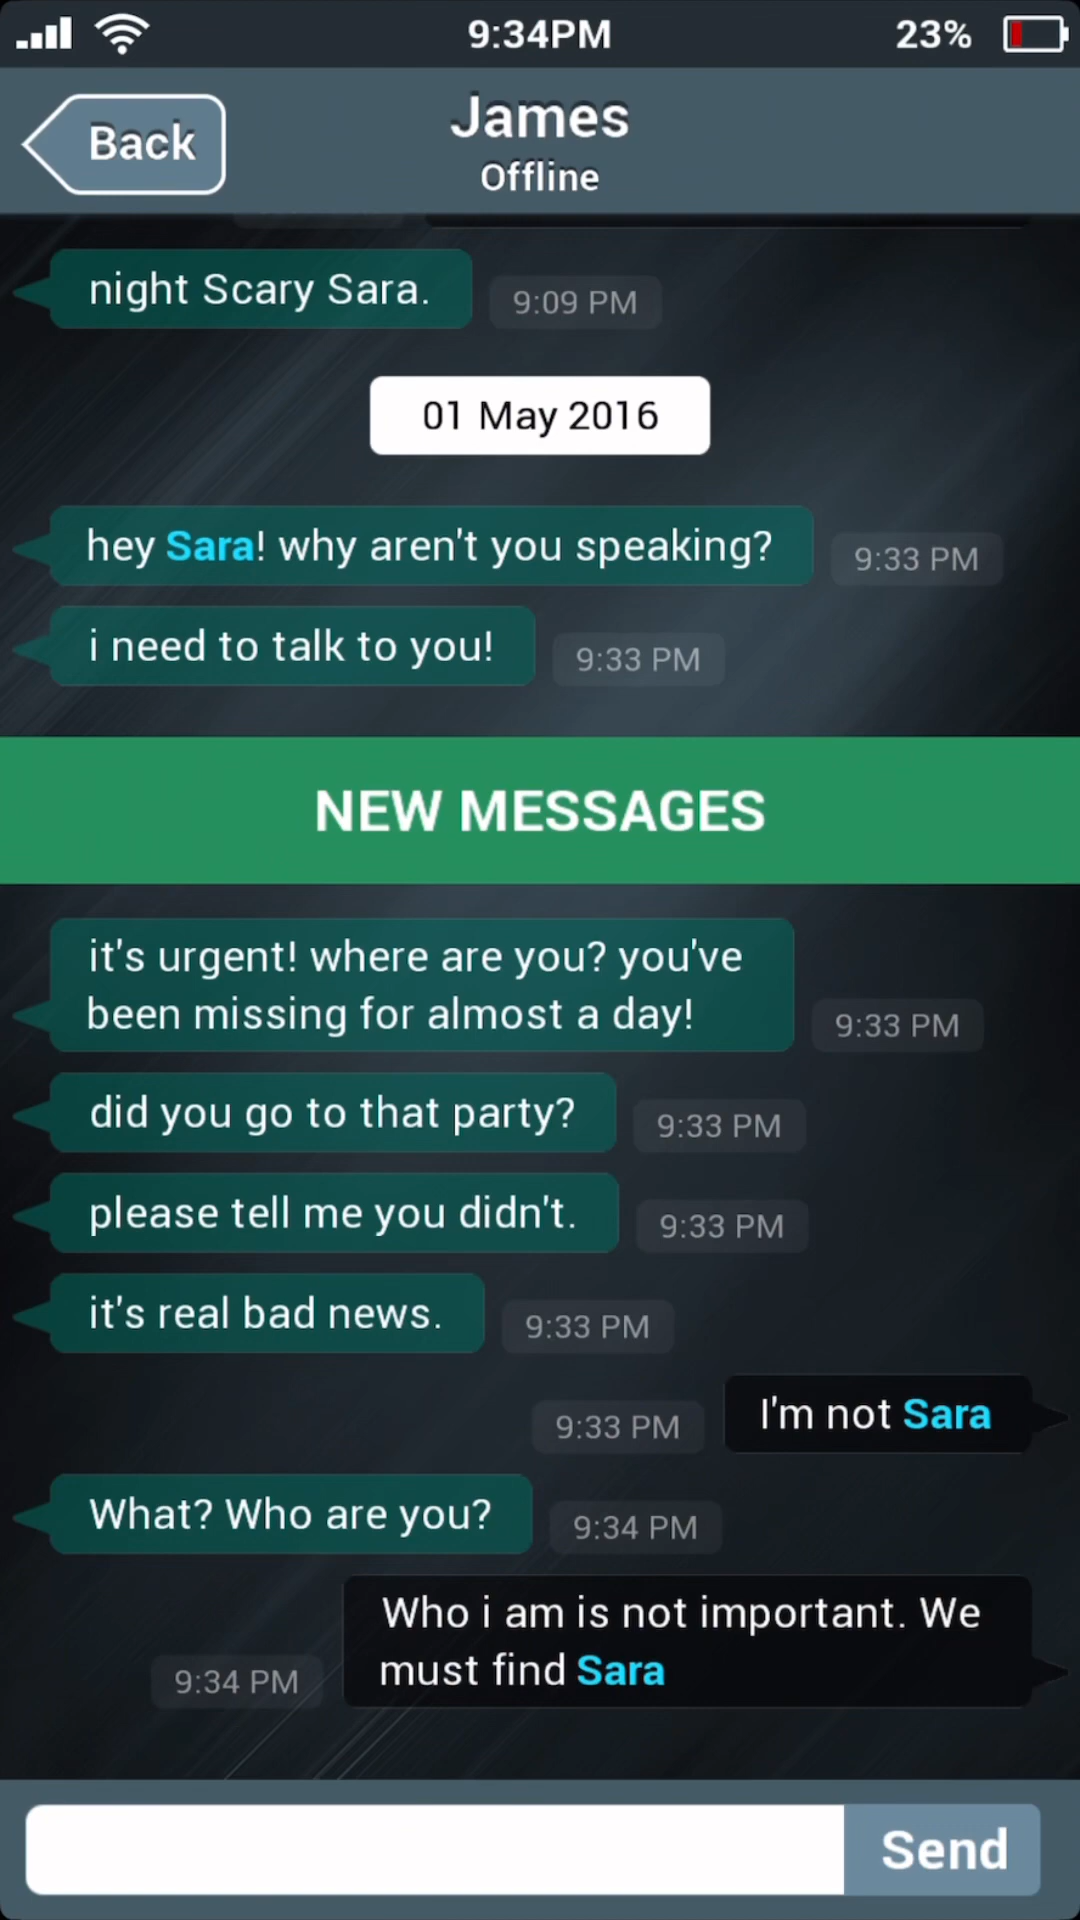 9:34PM
23%
Back
James
Offline
night Scary Sara.
9:09 PM
01 May 2016
hey Sara! why aren't you speaking?
9:33 PM
i need to talk to you!
9:33 PM
NEW MESSAGES
it's urgent! where are you? you've
been missing for almost a day!
9:33 PM
did you go to that party?
9:33 PM
please tell me you didn't.
9:33 PM
it's real bad news.
9:33 PM
9:33 PM
I'm not Sara
What? Who are you?
9:34 PM
Who i am is not important. We
must find Sara
9:34 PM
Send